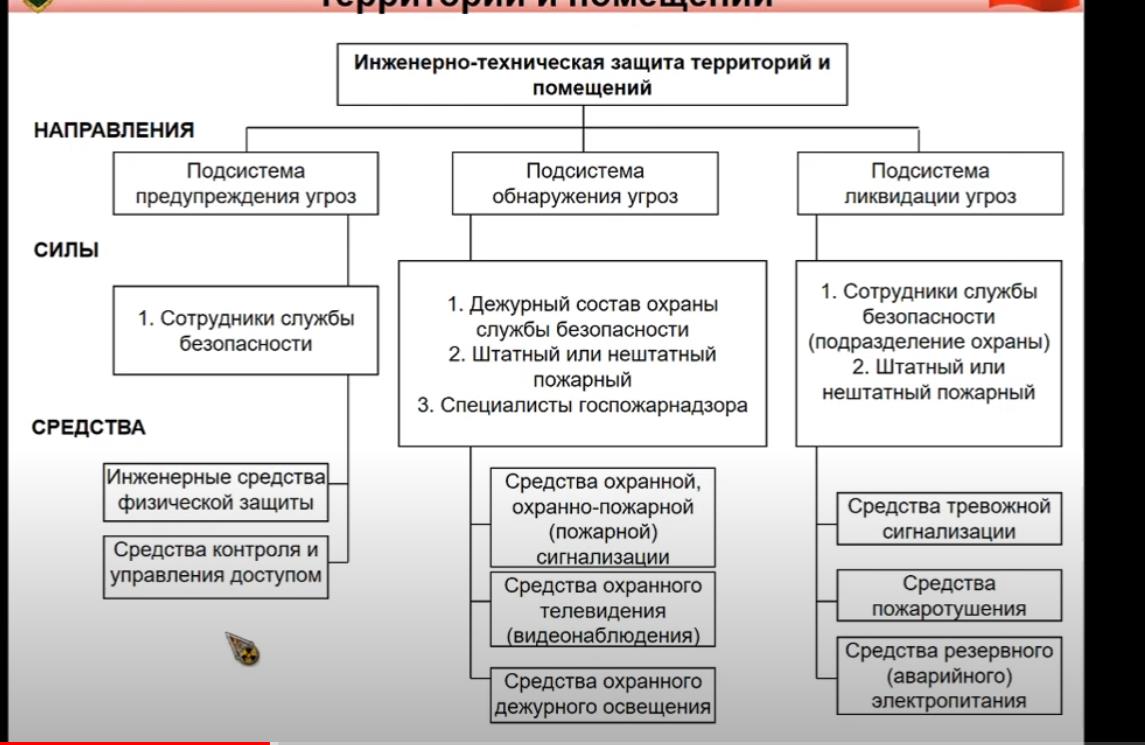 территорий и помещений
Инженерно-техническая защита территорий и
помещений
НАПРАВЛЕНИЯ
Подсистема
предупреждения угроз
Подсистема
обнаружения угроз
Подсистема
ликвидации угроз
СИЛЫ
1. Сотрудники службы
безопасности
1. Дежурный состав охраны
службы безопасности
2. Штатный или нештатный
пожарный
3. Специалисты госпожарнадзора
1. Сотрудники службы
безопасности
(подразделение охраны)
2. Штатный или
нештатный пожарный
СРЕДСТВА
Инженерные средства
физической защиты
Средства контроля и
управления доступом
Средства охранной,
охранно-пожарной
(пожарной)
сигнализации
Средства охранного
телевидения
(видеонаблюдения)
Средства охранного
дежурного освещения
Средства тревожной
сигнализации
Средства
пожаротушения
Средства резервного
(аварийного)
электропитания